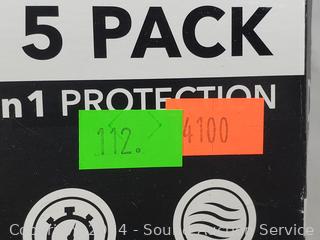 5 PACK
n1 PROTECTION
112.
4100
Copyright 2024 - Sound Auction Service